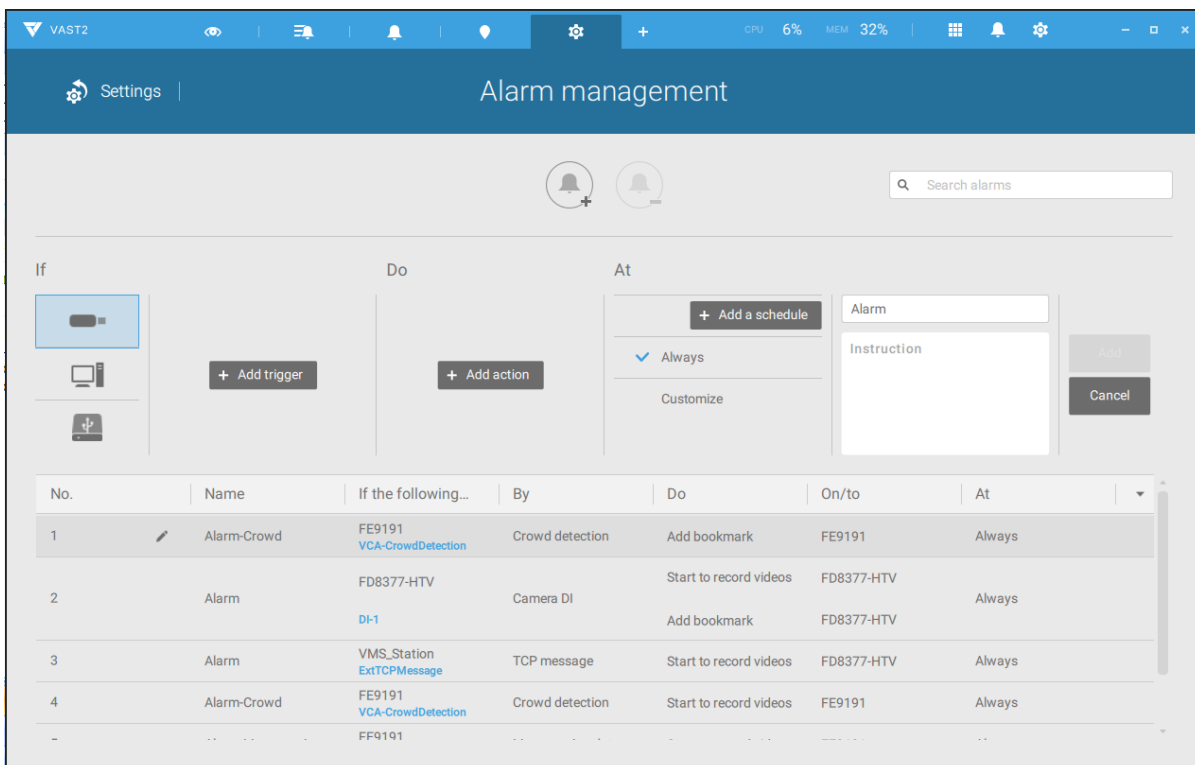 VAST2
CPU 6% MEM 32%
Settings
Alarm management
Search alarms
If Do At
+ Add a schedule
Alarm
Instruction
Always
Add
+ Add trigger
+ Add action
Customize
Cancel
No. Name If the following... By Do On/to At
1 Alarm-Crowd FE9191 Crowd detection Add bookmark FE9191 Always
VCA-CrowdDetection
FD8377-HTV Start to record videos FD8377-HTV
2 Alarm Camera DI Always
DI-1 Add bookmark FD8377-HTV
3 Alarm VMS_Station TCP message Start to record videos FD8377-HTV Always
ExtTCPMessage
4 Alarm-Crowd FE9191 Crowd detection Start to record videos FE9191 Always
VCA-CrowdDetection
FE9191